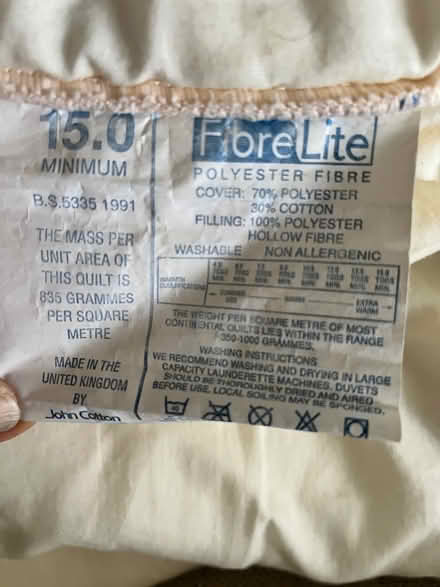 15.0
MINIMUM
B.S.5335 1991
THE MASS PER
UNIT AREA OF
THIS QUILT IS
835 GRAMMES
PER SQUARE
METRE
MADE IN THE
UNITED KINGDOM
BY
John Cotton
FibreLite
POLYESTER FIBRE
COVER: 70% POLYESTER
30% COTTON
FILLING: 100% POLYESTER
HOLLOW FIBRE
WASHABLE NON ALLERGENIC
WARMTH
EXTRA
WARM
THE WEIGHT PER SQUARE METRE OF MOST
CONTINENTAL QUILTS LIES WITHIN THE RANGE
350-1000 GRAMMES.
WASHING INSTRUCTIONS
WE RECOMMEND WASHING AND DRYING IN LARGE
CAPACITY LAUNDERETTE MACHINES. DUVETS
SHOULD BE THOROUGHLY DRIED AND AIRED
BEFORE USE. LOCAL SOILING MAY BE SPONGED.
40